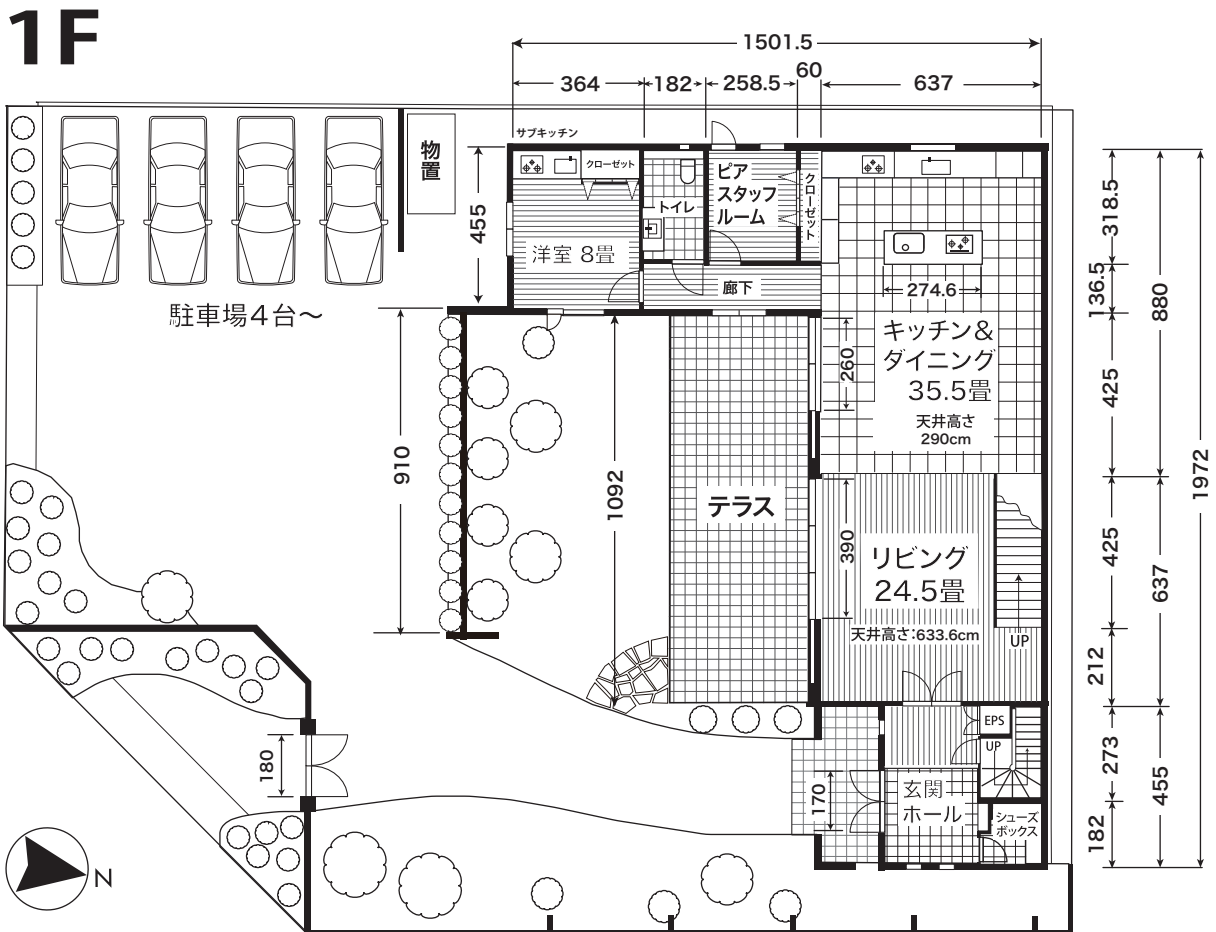 1F
1501.5
364
182
258.5
60
637
サブキッチン
クローゼット
物置
トイレ
ピア
スタッフ
ルーム
クローゼット
洋室 8畳
廊下
455
駐車場4台～
274.6
キッチン&
ダイニング
35.5畳
天井高さ
290cm
260
318.5
136.5
425
880
910
1092
テラス
390
リビング
24.5畳
天井高さ:633.6cm
UP
425
212
637
1972
EPS
UP
180
170
玄関
ホール
シューズ
ボックス
273
182
455
N